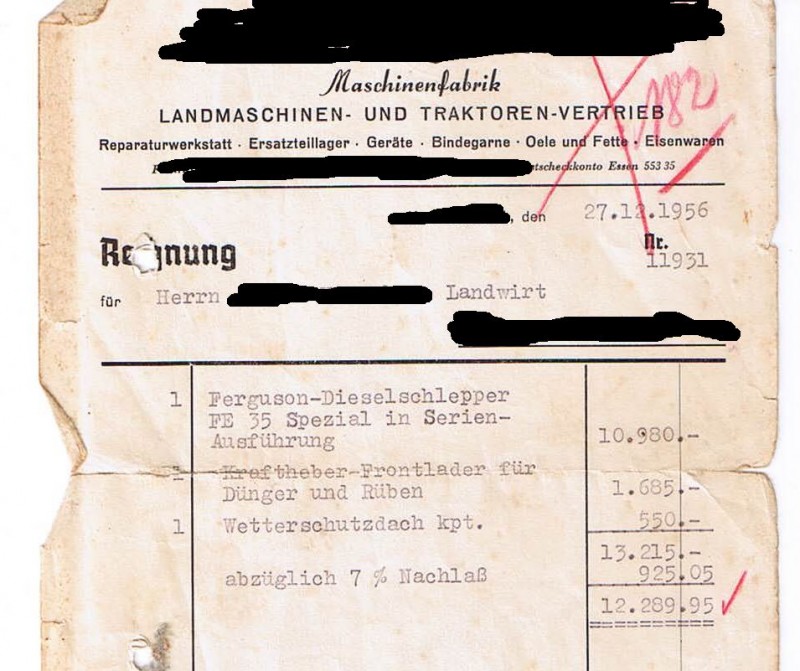 Maschinenfabrik
LANDMASCHINEN- UND TRAKTOREN-VERTRIEB
182
Reparaturwerkstatt · Ersatzteillager · Geräte · Bindegarne · Oele und Fette · Eisenwaren
tscheckkonto Essen 553 35
, den 27.12.1956
Rechnung Nr.
11931
für Herrn Landwirt
1 Ferguson-Dieselschlepper
FE 35 Spezial in Serien-
Ausführung 10.980.-
1 Kraftheber-Frontlader für
Dünger und Rüben 1.685.-
1 Wetterschutzdach kpt. 550.-
13.215.-
abzüglich 7 % Nachlaß 925.05
12.289.95